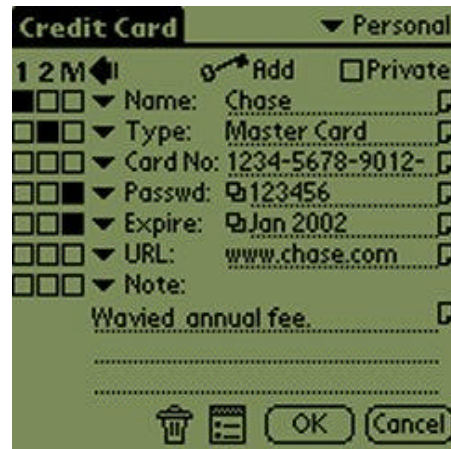 Credit Card Personal
1 2 M Add Private
Name: Chase
Type: Master Card
Card No: 1234-5678-9012-
Passwd: 123456
Expire: Jan 2002
URL: www.chase.com
Note:
Wavied annual fee.
OK Cancel